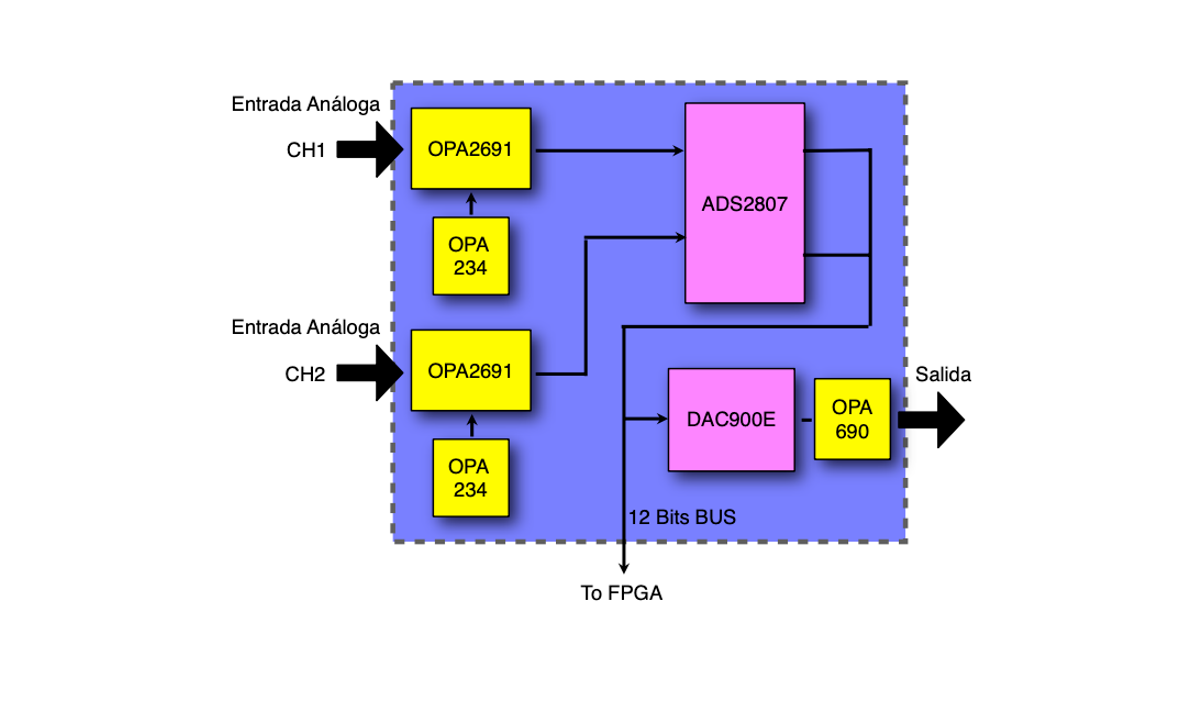 Entrada Análoga
CH1
OPA2691
OPA
234
ADS2807
Entrada Análoga
CH2
OPA2691
OPA
234
DAC900E
OPA
690
Salida
12 Bits BUS
To FPGA